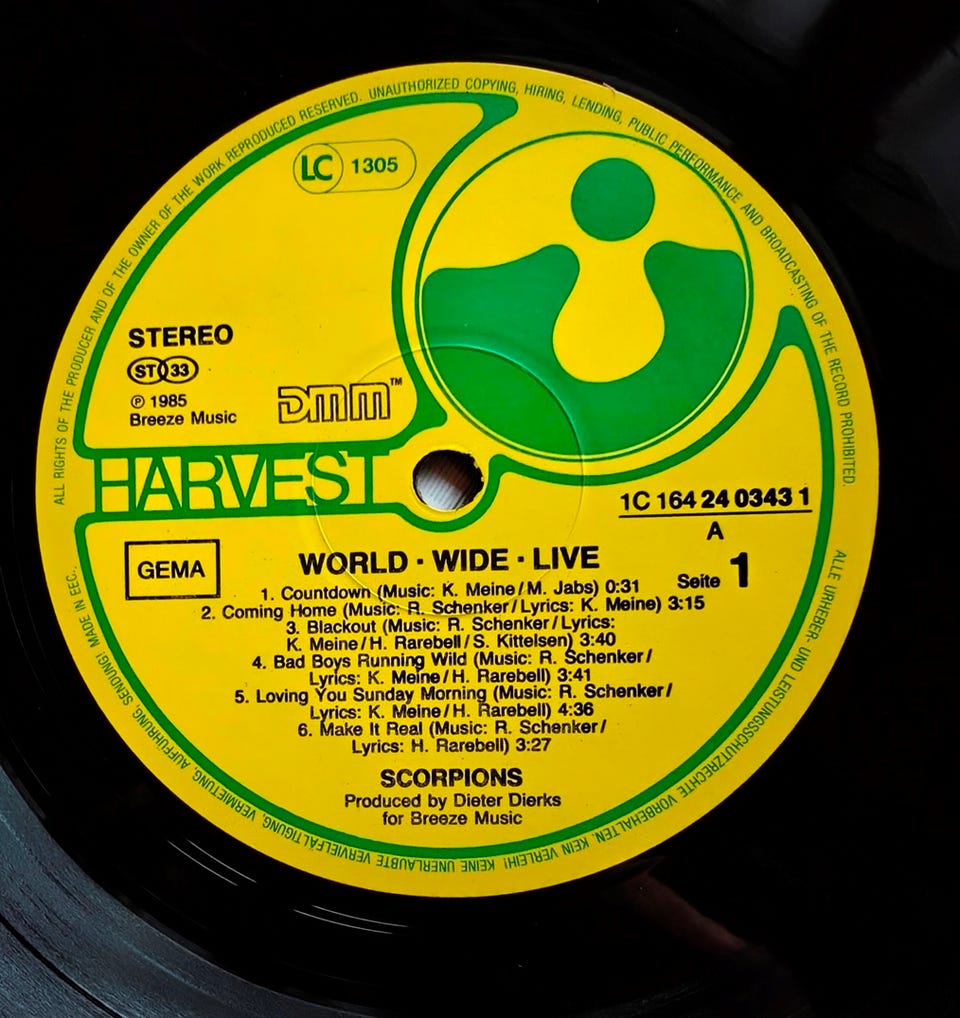 ALL RIGHTS OF THE PRODUCER AND OF THE OWNER OF THE WORK REPRODUCED RESERVED. UNAUTHORIZED COPYING, HIRING, LENDING, PUBLIC PERFORMANCE AND BROADCASTING OF THE RECORD PROHIBITED.
LC 1305
STEREO
ST 33
℗ 1985
Breeze Music
DMM™
HARVEST
1C 164 24 0343 1
A
GEMA
Seite 1
WORLD · WIDE · LIVE
1. Countdown (Music: K. Meine/M. Jabs) 0:31
2. Coming Home (Music: R. Schenker/Lyrics: K. Meine) 3:15
3. Blackout (Music: R. Schenker/Lyrics:
K. Meine/H. Rarebell/S. Kittelsen) 3:40
4. Bad Boys Running Wild (Music: R. Schenker/
Lyrics: K. Meine/H. Rarebell) 3:41
5. Loving You Sunday Morning (Music: R. Schenker/
Lyrics: K. Meine/H. Rarebell) 4:36
6. Make It Real (Music: R. Schenker/
Lyrics: H. Rarebell) 3:27
SCORPIONS
Produced by Dieter Dierks
for Breeze Music
ALLE URHEBER- UND LEISTUNGSSCHUTZRECHTE VORBEHALTEN. KEIN VERLEIH! KEINE UNERLAUBTE VERVIELFÄLTIGUNG, VERMIETUNG, AUFFÜHRUNG, SENDUNG! MADE IN EEC.